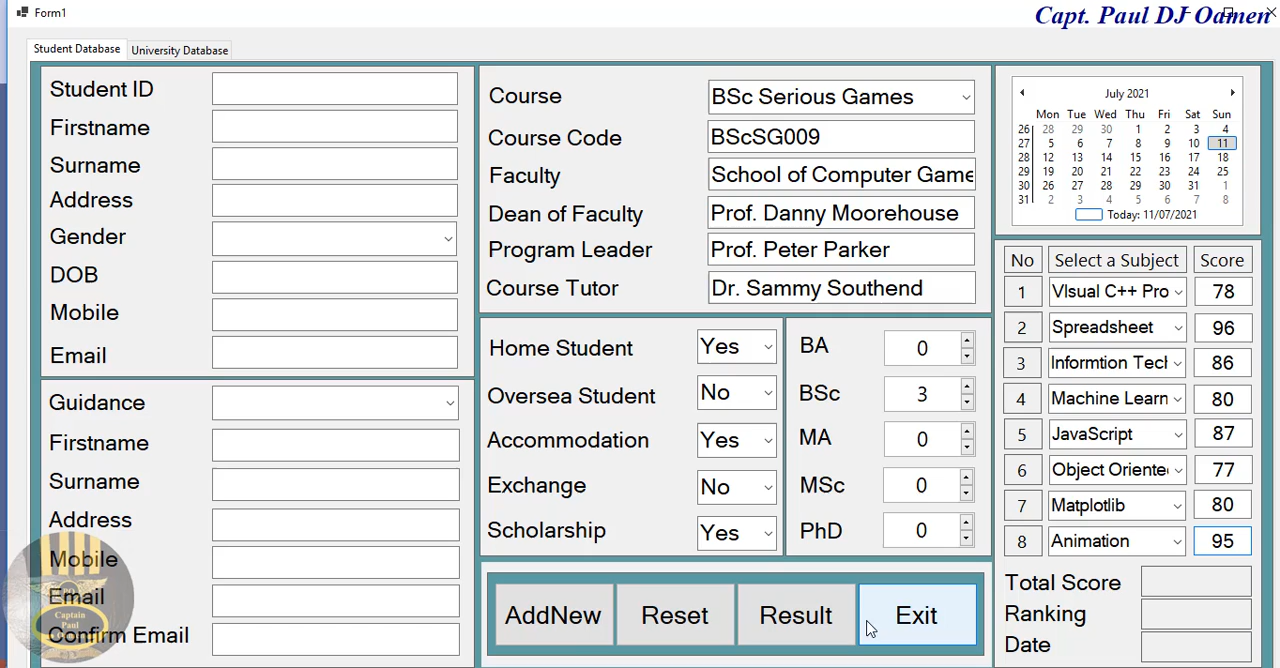 Form1
Capt. Paul DJ Oamen
Student Database
University Database
Student ID
Firstname
Surname
Address
Gender
DOB
Mobile
Email
Guidance
Firstname
Surname
Address
Mobile
Email
Confirm Email
Captain
Paul
Course BSc Serious Games
Course Code BScSG009
Faculty School of Computer Game
Dean of Faculty Prof. Danny Moorehouse
Program Leader Prof. Peter Parker
Course Tutor Dr. Sammy Southend
Home Student Yes
Oversea Student No
Accommodation Yes
Exchange No
Scholarship Yes
BA 0
BSc 3
MA 0
MSc 0
PhD 0
AddNew Reset Result Exit
July 2021
Mon Tue Wed Thu Fri Sat Sun
26 28 29 30 1 2 3 4
27 5 6 7 8 9 10 11
28 12 13 14 15 16 17 18
29 19 20 21 22 23 24 25
30 26 27 28 29 30 31 1
31 2 3 4 5 6 7 8
Today: 11/07/2021
No Select a Subject Score
1 VIsual C++ Pro 78
2 Spreadsheet 96
3 Informtion Tech 86
4 Machine Learn 80
5 JavaScript 87
6 Object Oriente 77
7 Matplotlib 80
8 Animation 95
Total Score
Ranking
Date